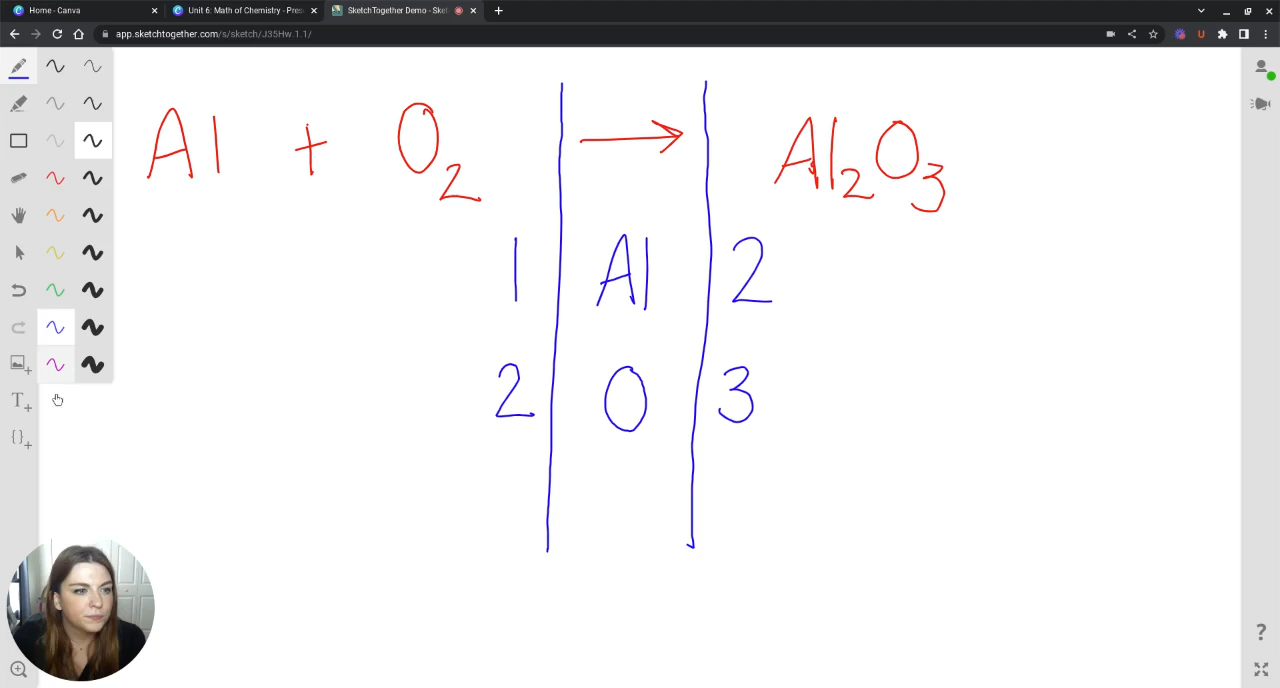 Home - Canva
Unit 6: Math of Chemistry - Pres
SketchTogether Demo - Sket
app.sketchtogether.com/s/sketch/J35Hw.1.1/
Al + O2 → Al2O3
1 Al 2
2 O 3